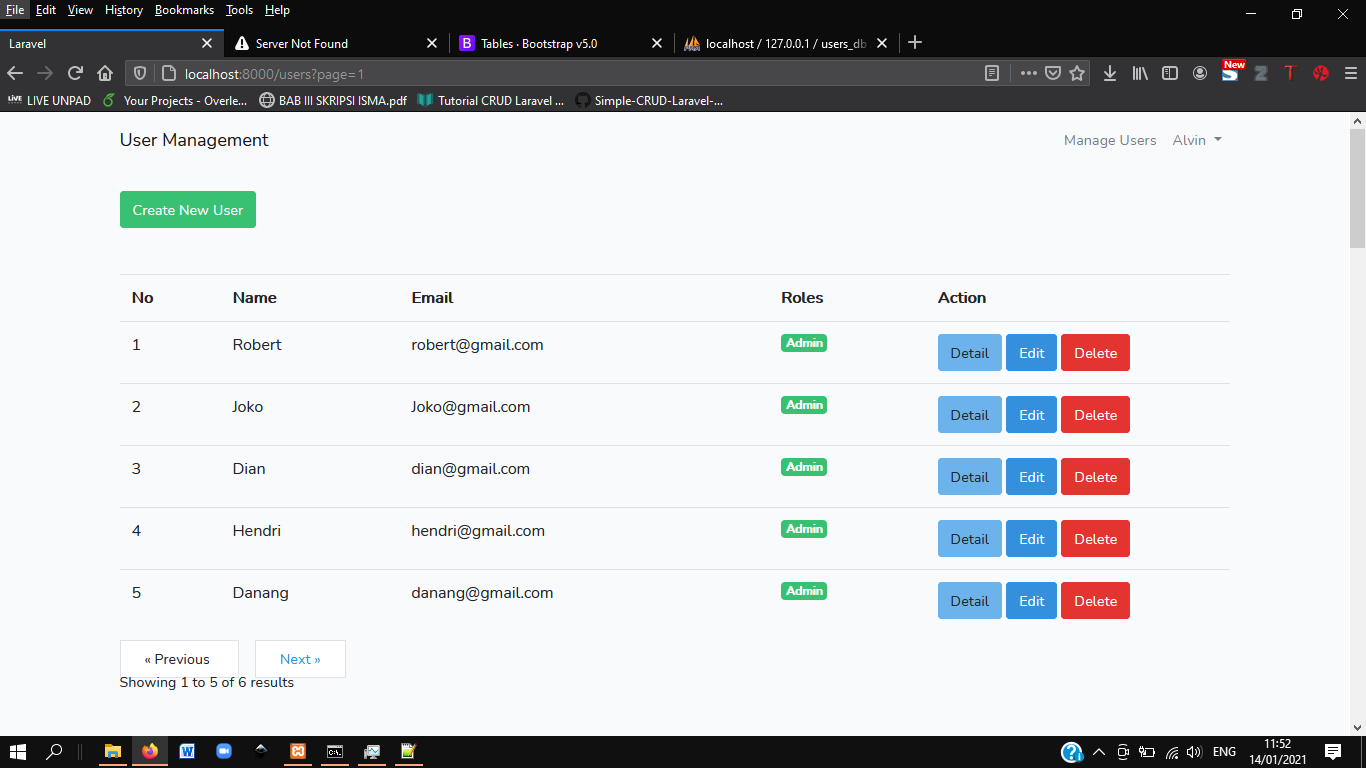 File Edit View History Bookmarks Tools Help
Laravel
Server Not Found
Tables · Bootstrap v5.0
localhost / 127.0.0.1 / users_db
localhost:8000/users?page=1
New
LIVE LIVE UNPAD
Your Projects - Overle...
BAB III SKRIPSI ISMA.pdf
Tutorial CRUD Laravel ...
Simple-CRUD-Laravel-...
User Management
Manage Users
Alvin
Create New User
No Name Email Roles Action
1 Robert robert@gmail.com Admin Detail Edit Delete
2 Joko Joko@gmail.com Admin Detail Edit Delete
3 Dian dian@gmail.com Admin Detail Edit Delete
4 Hendri hendri@gmail.com Admin Detail Edit Delete
5 Danang danang@gmail.com Admin Detail Edit Delete
« Previous Next »
Showing 1 to 5 of 6 results
ENG
11:52
14/01/2021